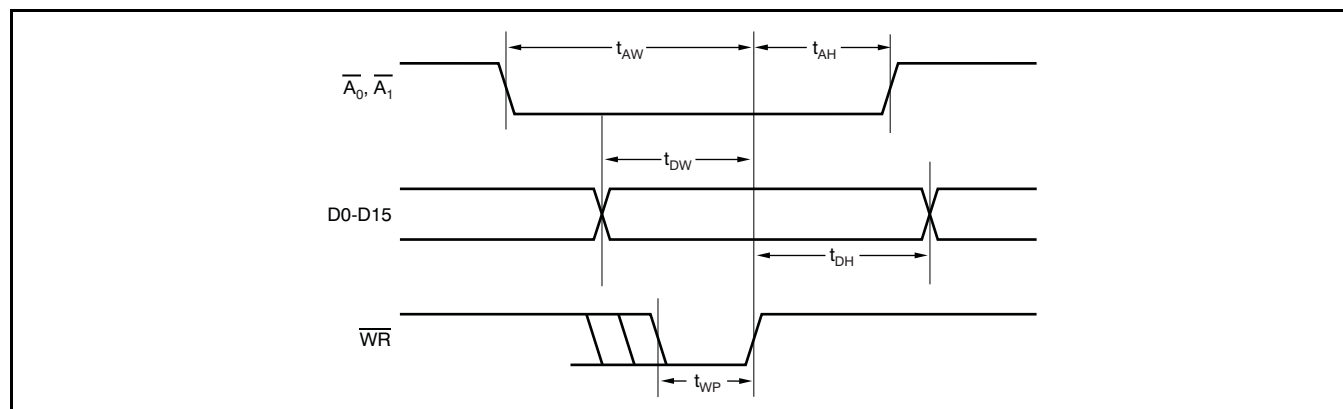 tAW
tAH
A0, A1
tDW
D0-D15
tDH
WR
tWP